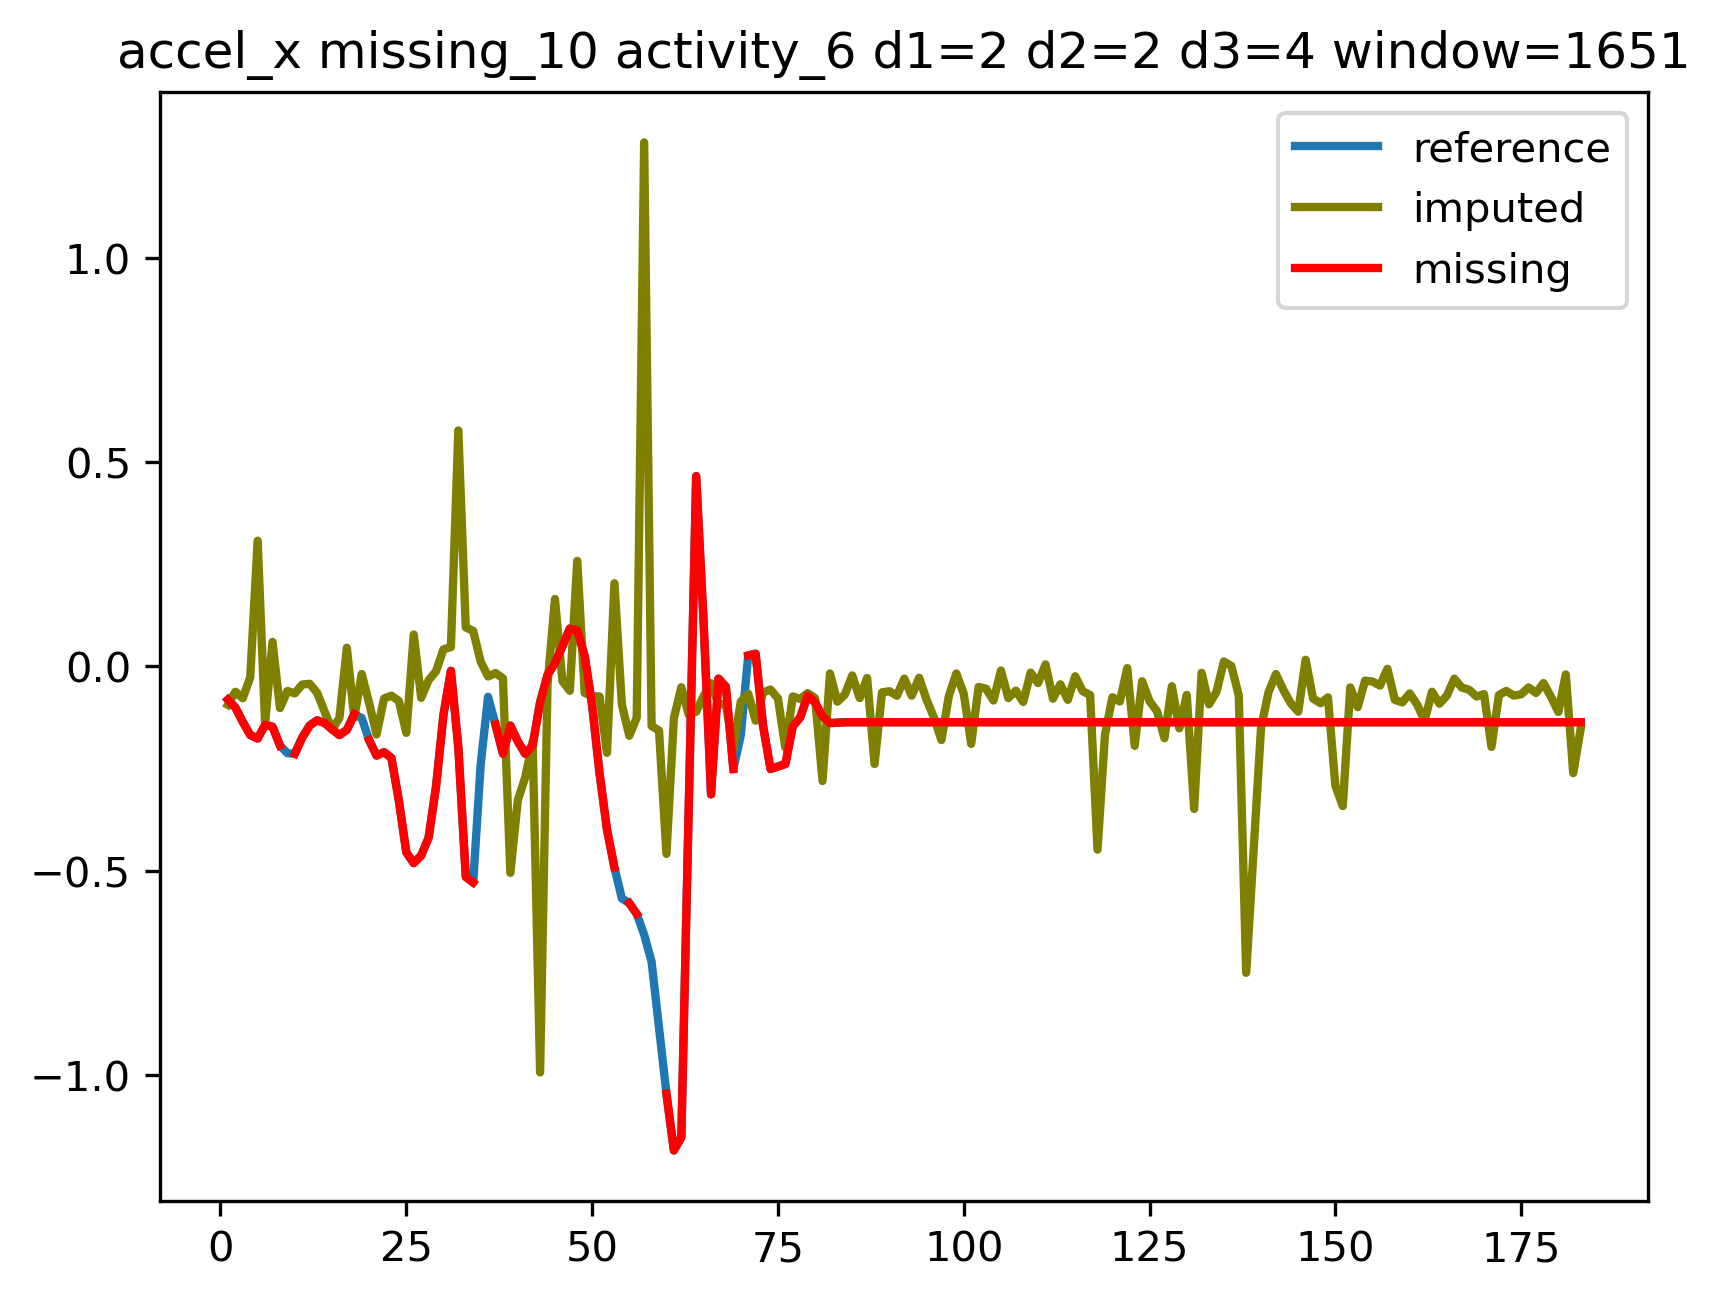 accel_x missing_10 activity_6 d1=2 d2=2 d3=4 window=1651
reference
imputed
missing
1.0
0.5
0.0
−0.5
−1.0
0 25 50 75 100 125 150 175